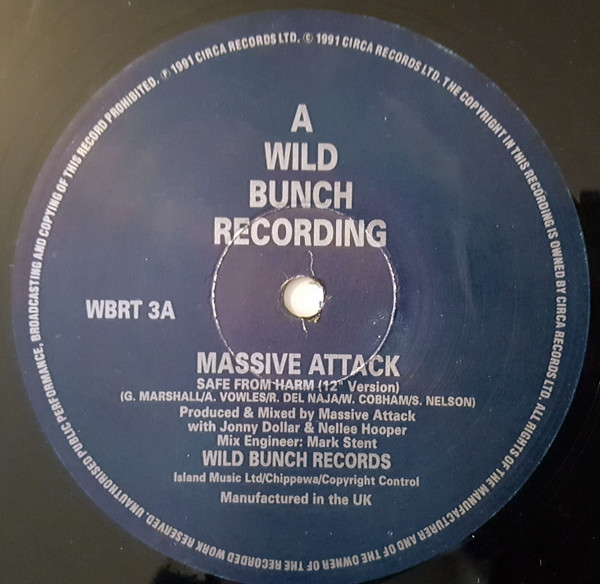 UNAUTHORISED PUBLIC PERFORMANCE, BROADCASTING AND COPYING OF THIS RECORD PROHIBITED. ℗ 1991 CIRCA RECORDS LTD. © 1991 CIRCA RECORDS LTD. THE COPYRIGHT IN THIS RECORDING IS OWNED BY CIRCA RECORDS LTD. ALL RIGHTS OF THE MANUFACTURER AND OF THE OWNER OF THE RECORDED WORK RESERVED.
A
WILD
BUNCH
RECORDING
WBRT 3A
MASSIVE ATTACK
SAFE FROM HARM (12" Version)
(G. MARSHALL/A. VOWLES/R. DEL NAJA/W. COBHAM/S. NELSON)
Produced & Mixed by Massive Attack
with Jonny Dollar & Nellee Hooper
Mix Engineer: Mark Stent
WILD BUNCH RECORDS
Island Music Ltd/Chippewa/Copyright Control
Manufactured in the UK